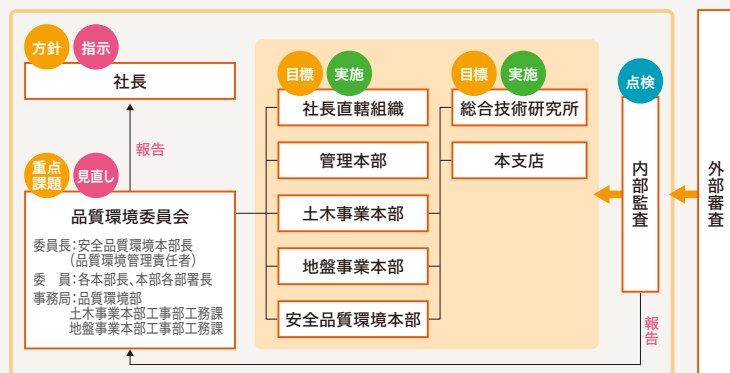 方針
指示
社長
報告
重点
課題
見直し
品質環境委員会
委員長:安全品質環境本部長
(品質環境管理責任者)
委　員:各本部長、本部各部署長
事務局:品質環境部
土木事業本部工事部工務課
地盤事業本部工事部工務課
目標
実施
社長直轄組織
管理本部
土木事業本部
地盤事業本部
安全品質環境本部
目標
実施
総合技術研究所
本支店
点検
内部監査
報告
外部審査